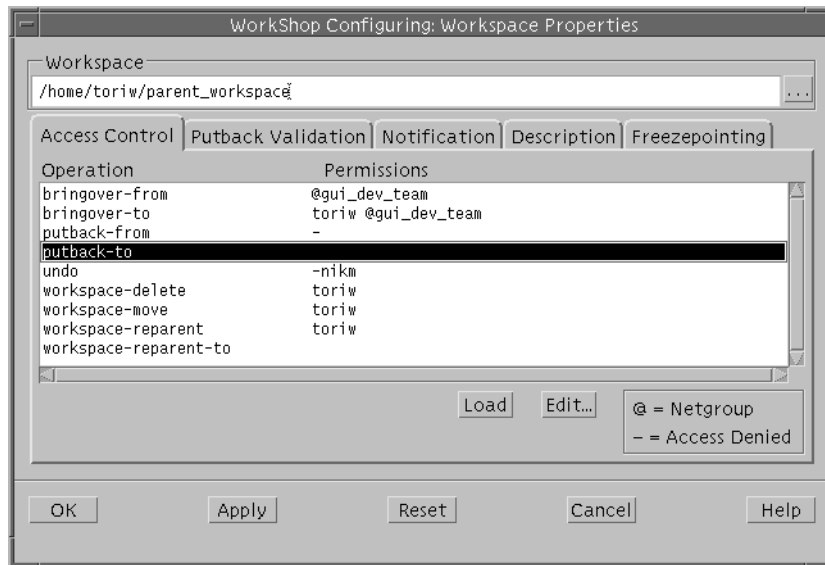 WorkShop Configuring: Workspace Properties
Workspace
/home/toriw/parent_workspace
...
Access Control Putback Validation Notification Description Freezepointing
Operation Permissions
bringover-from @gui_dev_team
bringover-to toriw @gui_dev_team
putback-from -
putback-to
undo -nikm
workspace-delete toriw
workspace-move toriw
workspace-reparent toriw
workspace-reparent-to
Load Edit...
@ = Netgroup
- = Access Denied
OK Apply Reset Cancel Help